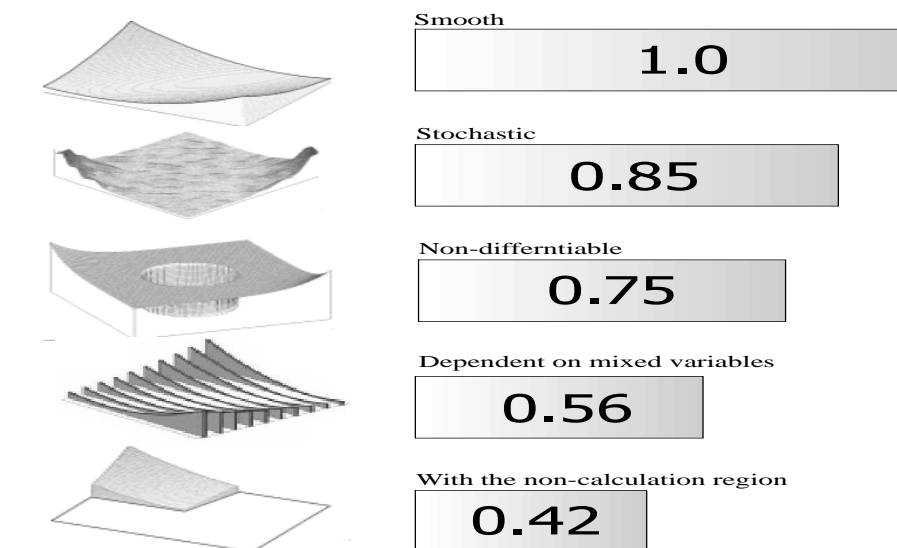 Smooth
1.0
Stochastic
0.85
Non-differntiable
0.75
Dependent on mixed variables
0.56
With the non-calculation region
0.42